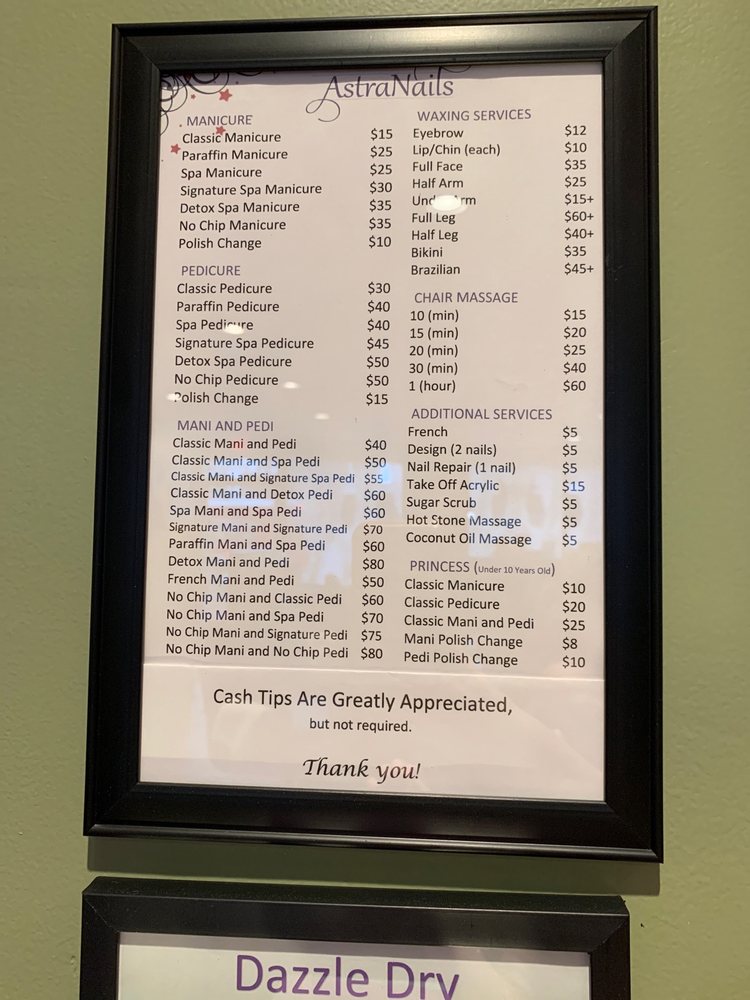 AstraNails
MANICURE
Classic Manicure $15
Paraffin Manicure $25
Spa Manicure $25
Signature Spa Manicure $30
Detox Spa Manicure $35
No Chip Manicure $35
Polish Change $10
PEDICURE
Classic Pedicure $30
Paraffin Pedicure $40
Spa Pedicure $40
Signature Spa Pedicure $45
Detox Spa Pedicure $50
No Chip Pedicure $50
Polish Change $15
MANI AND PEDI
Classic Mani and Pedi $40
Classic Mani and Spa Pedi $50
Classic Mani and Signature Spa Pedi $55
Classic Mani and Detox Pedi $60
Spa Mani and Spa Pedi $60
Signature Mani and Signature Pedi $70
Paraffin Mani and Spa Pedi $60
Detox Mani and Pedi $80
French Mani and Pedi $50
No Chip Mani and Classic Pedi $60
No Chip Mani and Spa Pedi $70
No Chip Mani and Signature Pedi $75
No Chip Mani and No Chip Pedi $80
WAXING SERVICES
Eyebrow $12
Lip/Chin (each) $10
Full Face $35
Half Arm $25
Under Arm $15+
Full Leg $60+
Half Leg $40+
Bikini $35
Brazilian $45+
CHAIR MASSAGE
10 (min) $15
15 (min) $20
20 (min) $25
30 (min) $40
1 (hour) $60
ADDITIONAL SERVICES
French $5
Design (2 nails) $5
Nail Repair (1 nail) $5
Take Off Acrylic $15
Sugar Scrub $5
Hot Stone Massage $5
Coconut Oil Massage $5
PRINCESS (Under 10 Years Old)
Classic Manicure $10
Classic Pedicure $20
Classic Mani and Pedi $25
Mani Polish Change $8
Pedi Polish Change $10
Cash Tips Are Greatly Appreciated,
but not required.
Thank you!
Dazzle Dry